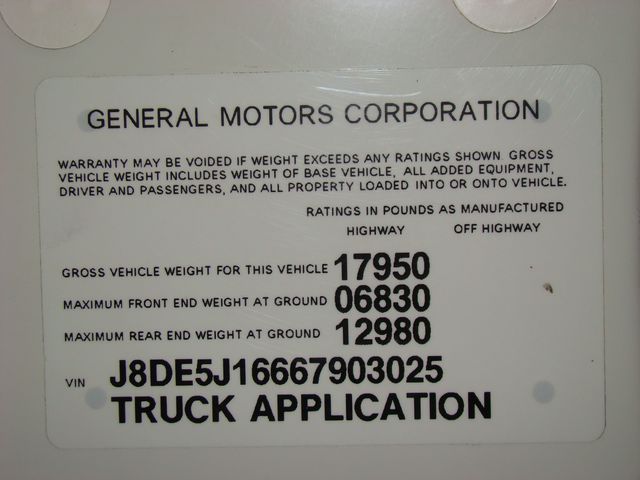 GENERAL MOTORS CORPORATION
WARRANTY MAY BE VOIDED IF WEIGHT EXCEEDS ANY RATINGS SHOWN. GROSS
VEHICLE WEIGHT INCLUDES WEIGHT OF BASE VEHICLE, ALL ADDED EQUIPMENT,
DRIVER AND PASSENGERS, AND ALL PROPERTY LOADED INTO OR ONTO VEHICLE.
RATINGS IN POUNDS AS MANUFACTURED
HIGHWAY OFF HIGHWAY
GROSS VEHICLE WEIGHT FOR THIS VEHICLE 17950
MAXIMUM FRONT END WEIGHT AT GROUND 06830
MAXIMUM REAR END WEIGHT AT GROUND 12980
VIN J8DE5J16667903025
TRUCK APPLICATION